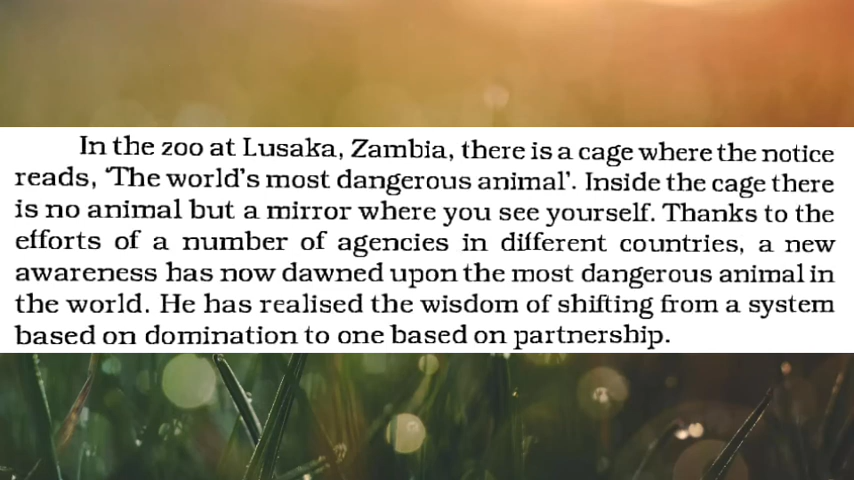 In the zoo at Lusaka, Zambia, there is a cage where the notice
reads, ‘The world’s most dangerous animal’. Inside the cage there
is no animal but a mirror where you see yourself. Thanks to the
efforts of a number of agencies in different countries, a new
awareness has now dawned upon the most dangerous animal in
the world. He has realised the wisdom of shifting from a system
based on domination to one based on partnership.